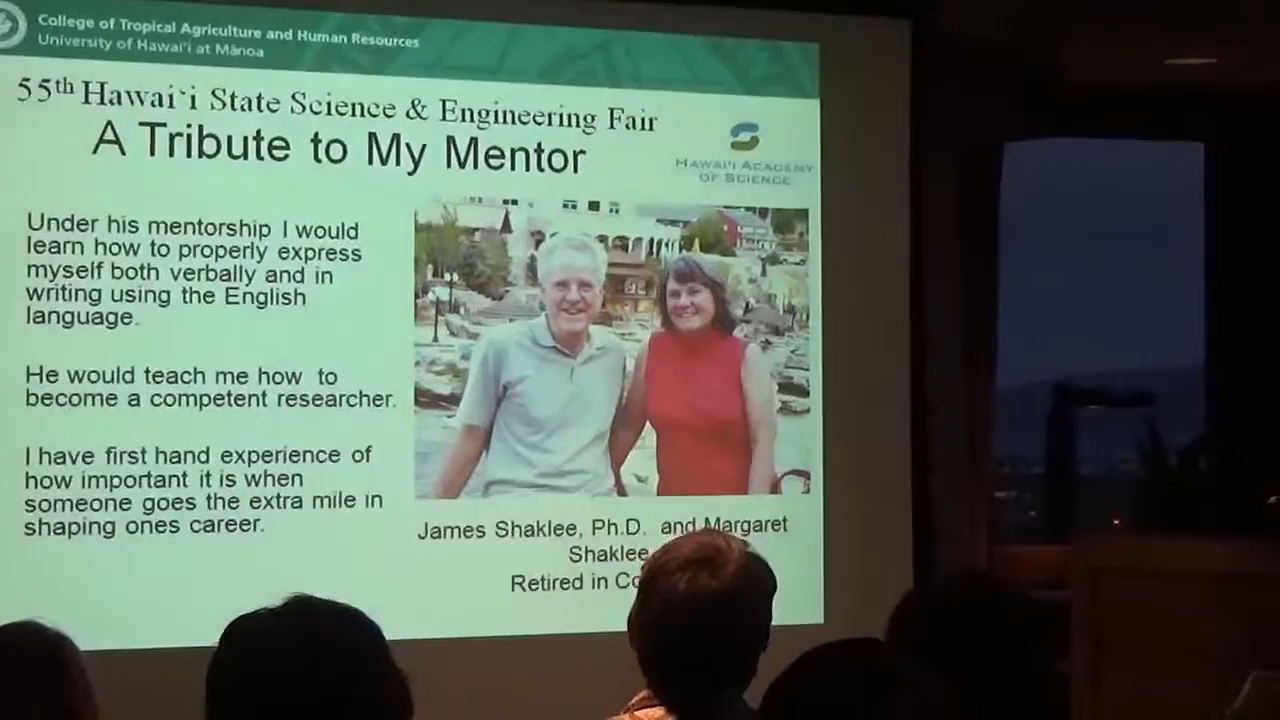 College of Tropical Agriculture and Human Resources
University of Hawai'i at Mānoa
55th Hawai'i State Science & Engineering Fair
A Tribute to My Mentor
HAWAI'I ACADEMY
OF SCIENCE
Under his mentorship I would
learn how to properly express
myself both verbally and in
writing using the English
language.
He would teach me how to
become a competent researcher.
I have first hand experience of
how important it is when
someone goes the extra mile in
shaping ones career.
James Shaklee, Ph.D. and Margaret
Shaklee
Retired in